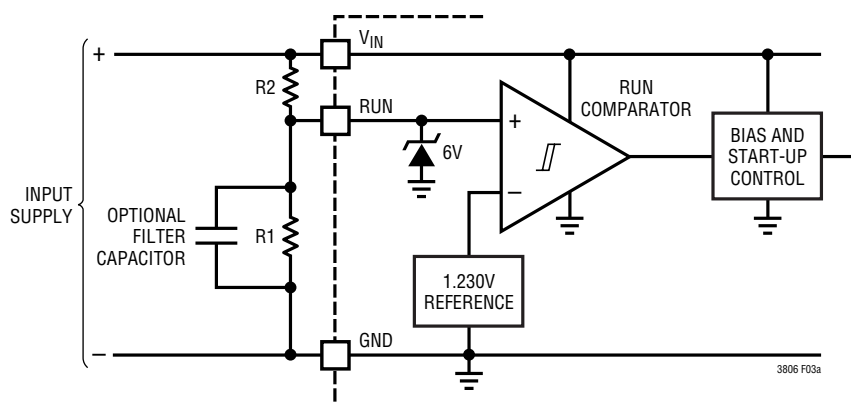 +
V_IN
R2
RUN
6V
+
−
RUN
COMPARATOR
BIAS AND
START-UP
CONTROL
INPUT
SUPPLY
OPTIONAL
FILTER
CAPACITOR
R1
1.230V
REFERENCE
−
GND
3806 F03a